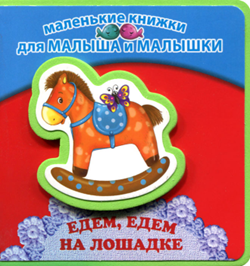 маленькие книжки
для МАЛЫША и МАЛЫШКИ
ЕДЕМ, ЕДЕМ
НА ЛОШАДКЕ